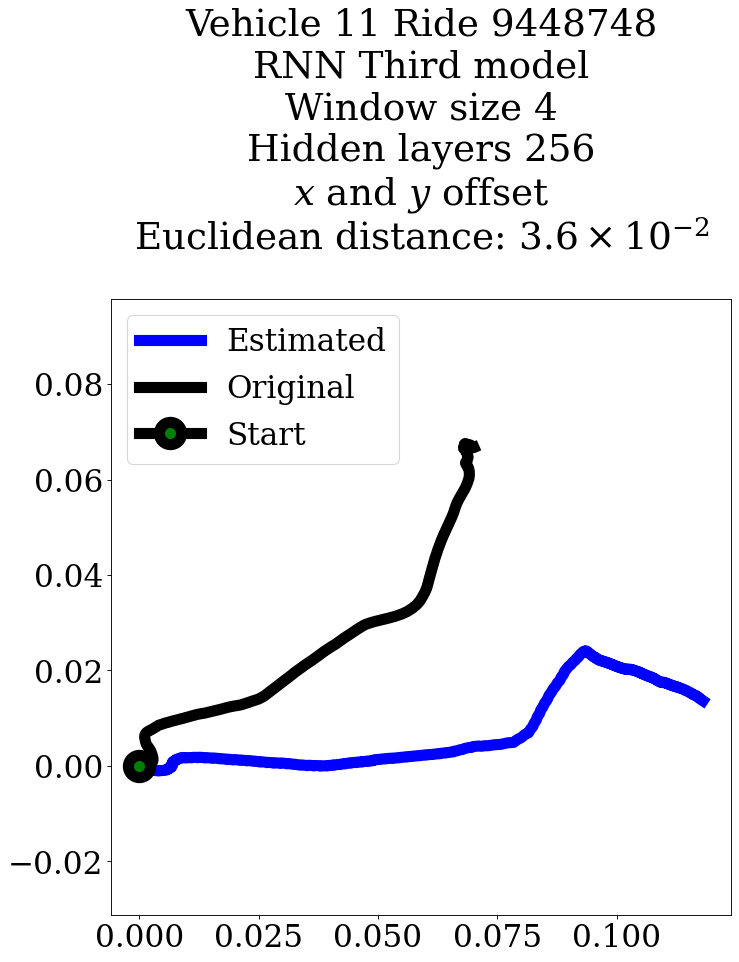 Vehicle 11 Ride 9448748
RNN Third model
Window size 4
Hidden layers 256
x and y offset
Euclidean distance: 3.6 × 10⁻²
Estimated
Original
Start
0.08
0.06
0.04
0.02
0.00
−0.02
0.000 0.025 0.050 0.075 0.100